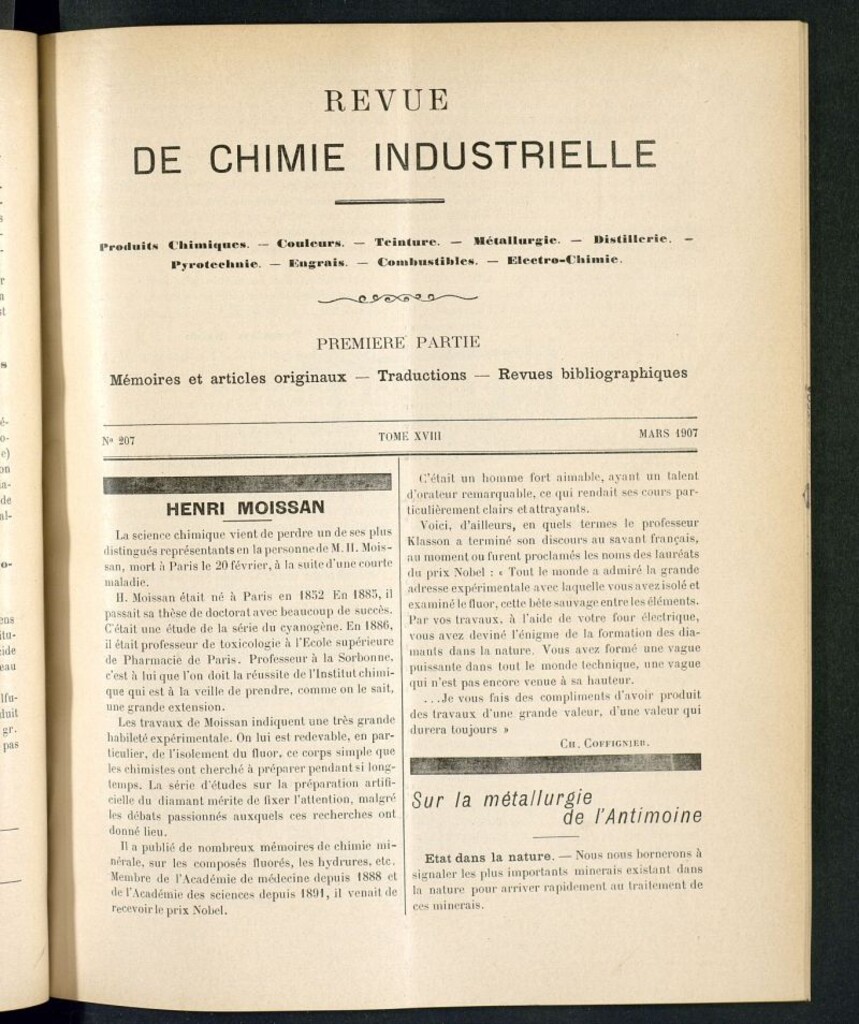 REVUE
DE CHIMIE INDUSTRIELLE
Produits Chimiques. — Couleurs. — Teinture. — Métallurgie. — Distillerie. —
Pyrotechnie. — Engrais. — Combustibles. — Electro-Chimie.
PREMIERE PARTIE
Mémoires et articles originaux — Traductions — Revues bibliographiques
No 207 TOME XVIII MARS 1907
HENRI MOISSAN
La science chimique vient de perdre un de ses plus
distingués représentants en la personne de M. H. Mois-
san, mort à Paris le 20 février, à la suite d'une courte
maladie.
H. Moissan était né à Paris en 1852 En 1885, il
passait sa thèse de doctorat avec beaucoup de succès.
C'était une étude de la série du cyanogène. En 1886,
il était professeur de toxicologie à l'Ecole supérieure
de Pharmacie de Paris. Professeur à la Sorbonne,
c'est à lui que l'on doit la réussite de l'Institut chimi-
que qui est à la veille de prendre, comme on le sait,
une grande extension.
Les travaux de Moissan indiquent une très grande
habileté expérimentale. On lui est redevable, en par-
ticulier, de l'isolement du fluor, ce corps simple que
les chimistes ont cherché à préparer pendant si long-
temps. La série d'études sur la préparation artifi-
cielle du diamant mérite de fixer l'attention, malgré
les débats passionnés auxquels ces recherches ont
donné lieu.
Il a publié de nombreux mémoires de chimie mi-
nérale, sur les composés fluorés, les hydrures, etc.
Membre de l'Académie de médecine depuis 1888 et
de l'Académie des sciences depuis 1891, il venait de
recevoir le prix Nobel.
C'était un homme fort aimable, ayant un talent
d'orateur remarquable, ce qui rendait ses cours par-
ticulièrement clairs et attrayants.
Voici, d'ailleurs, en quels termes le professeur
Klasson a terminé son discours au savant français,
au moment ou furent proclamés les noms des lauréats
du prix Nobel : « Tout le monde a admiré la grande
adresse expérimentale avec laquelle vous avez isolé et
examiné le fluor, cette bête sauvage entre les éléments.
Par vos travaux, à l'aide de votre four électrique,
vous avez deviné l'énigme de la formation des dia-
mants dans la nature. Vous avez formé une vague
puissante dans tout le monde technique, une vague
qui n'est pas encore venue à sa hauteur.
...Je vous fais des compliments d'avoir produit
des travaux d'une grande valeur, d'une valeur qui
durera toujours »
CH. COFFIGNIER.
Sur la métallurgie
de l'Antimoine
Etat dans la nature. — Nous nous bornerons à
signaler les plus importants minerais existant dans
la nature pour arriver rapidement au traitement de
ces minerais.